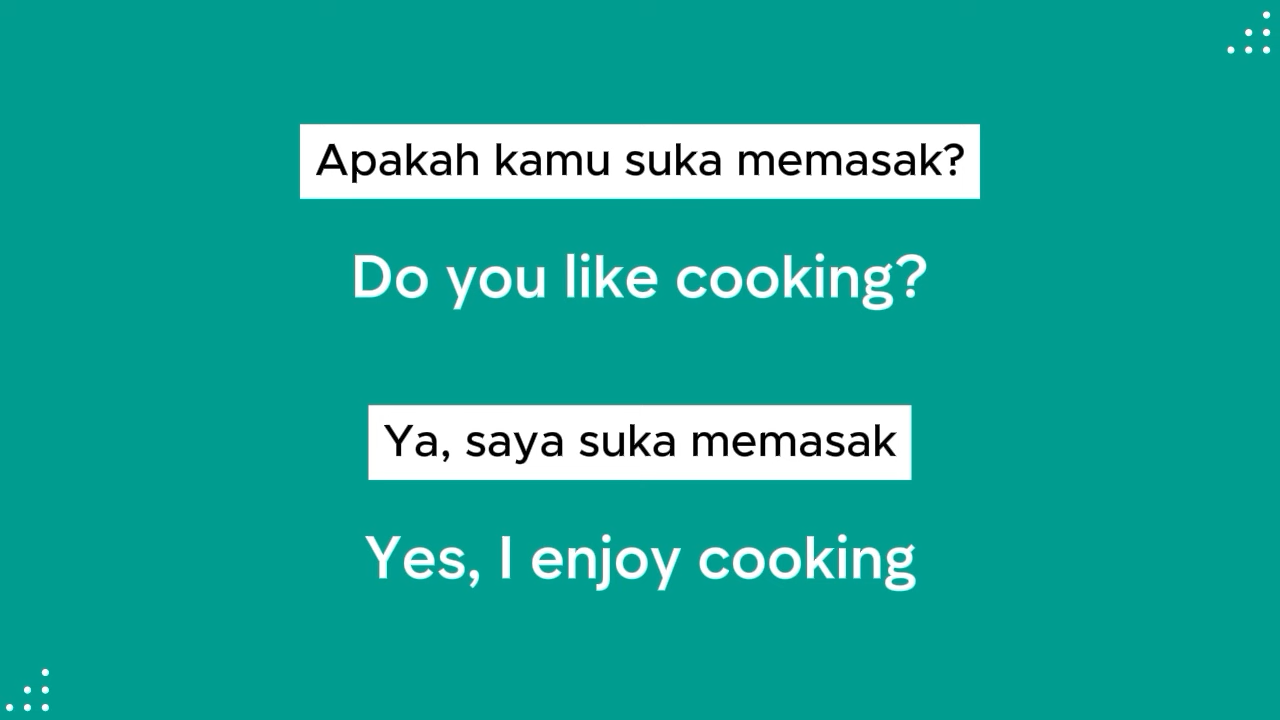 Apakah kamu suka memasak?
Do you like cooking?
Ya, saya suka memasak
Yes, I enjoy cooking